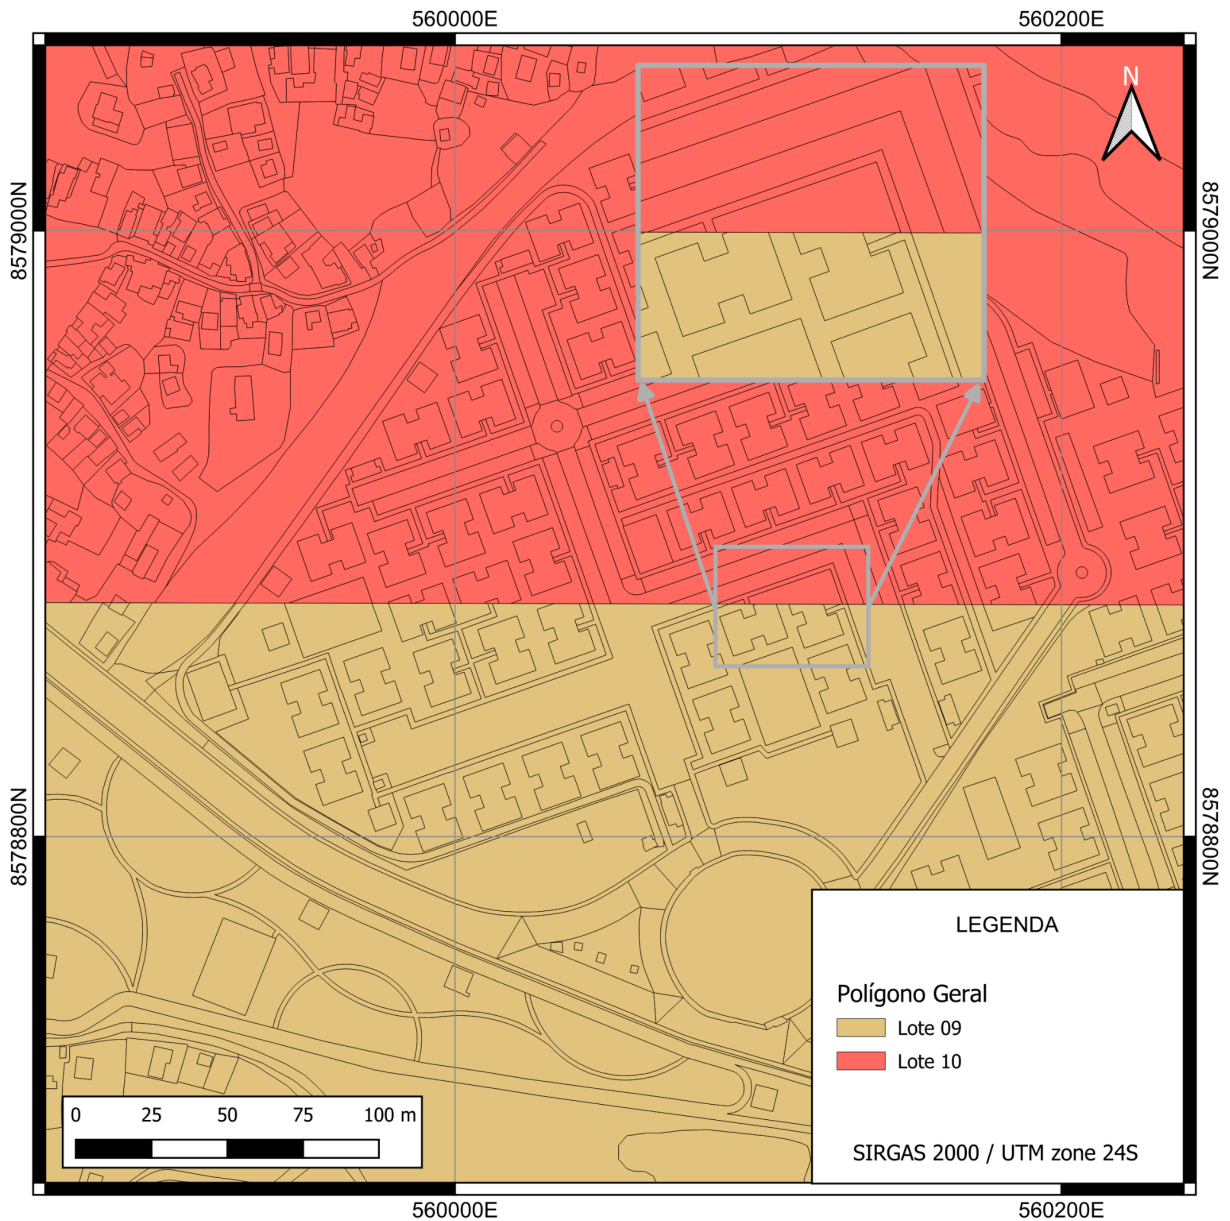 560000E 560200E
N
8579000N 8579000N
8578800N 8578800N
LEGENDA
Polígono Geral
Lote 09
Lote 10
0 25 50 75 100 m
SIRGAS 2000 / UTM zone 24S
560000E 560200E